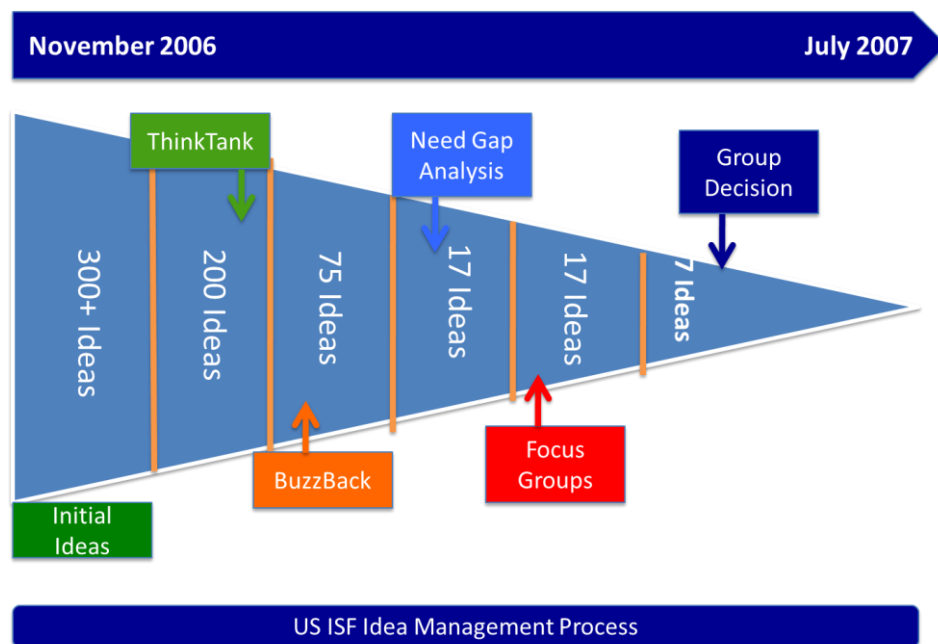 November 2006
July 2007
ThinkTank
Need Gap
Analysis
Group
Decision
300+ Ideas
200 Ideas
75 Ideas
17 Ideas
17 Ideas
7 Ideas
BuzzBack
Focus
Groups
Initial
Ideas
US ISF Idea Management Process